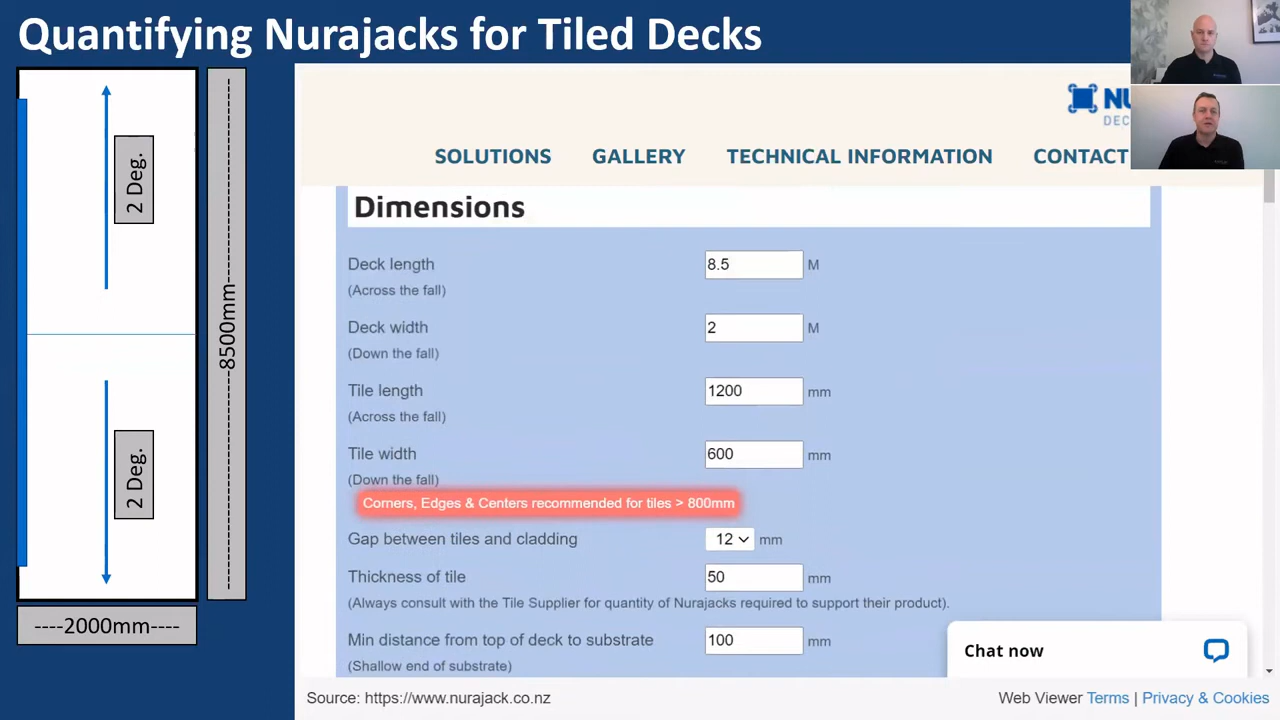 Quantifying Nurajacks for Tiled Decks
2 Deg.
2 Deg.
--------8500mm--------
----2000mm----
SOLUTIONS GALLERY TECHNICAL INFORMATION CONTACT
Dimensions
Deck length 8.5 M
(Across the fall)
Deck width 2 M
(Down the fall)
Tile length 1200 mm
(Across the fall)
Tile width 600 mm
(Down the fall)
Corners, Edges & Centers recommended for tiles > 800mm
Gap between tiles and cladding 12 mm
Thickness of tile 50 mm
(Always consult with the Tile Supplier for quantity of Nurajacks required to support their product).
Min distance from top of deck to substrate 100 mm
(Shallow end of substrate)
Chat now
Source: https://www.nurajack.co.nz
Web Viewer Terms | Privacy & Cookies